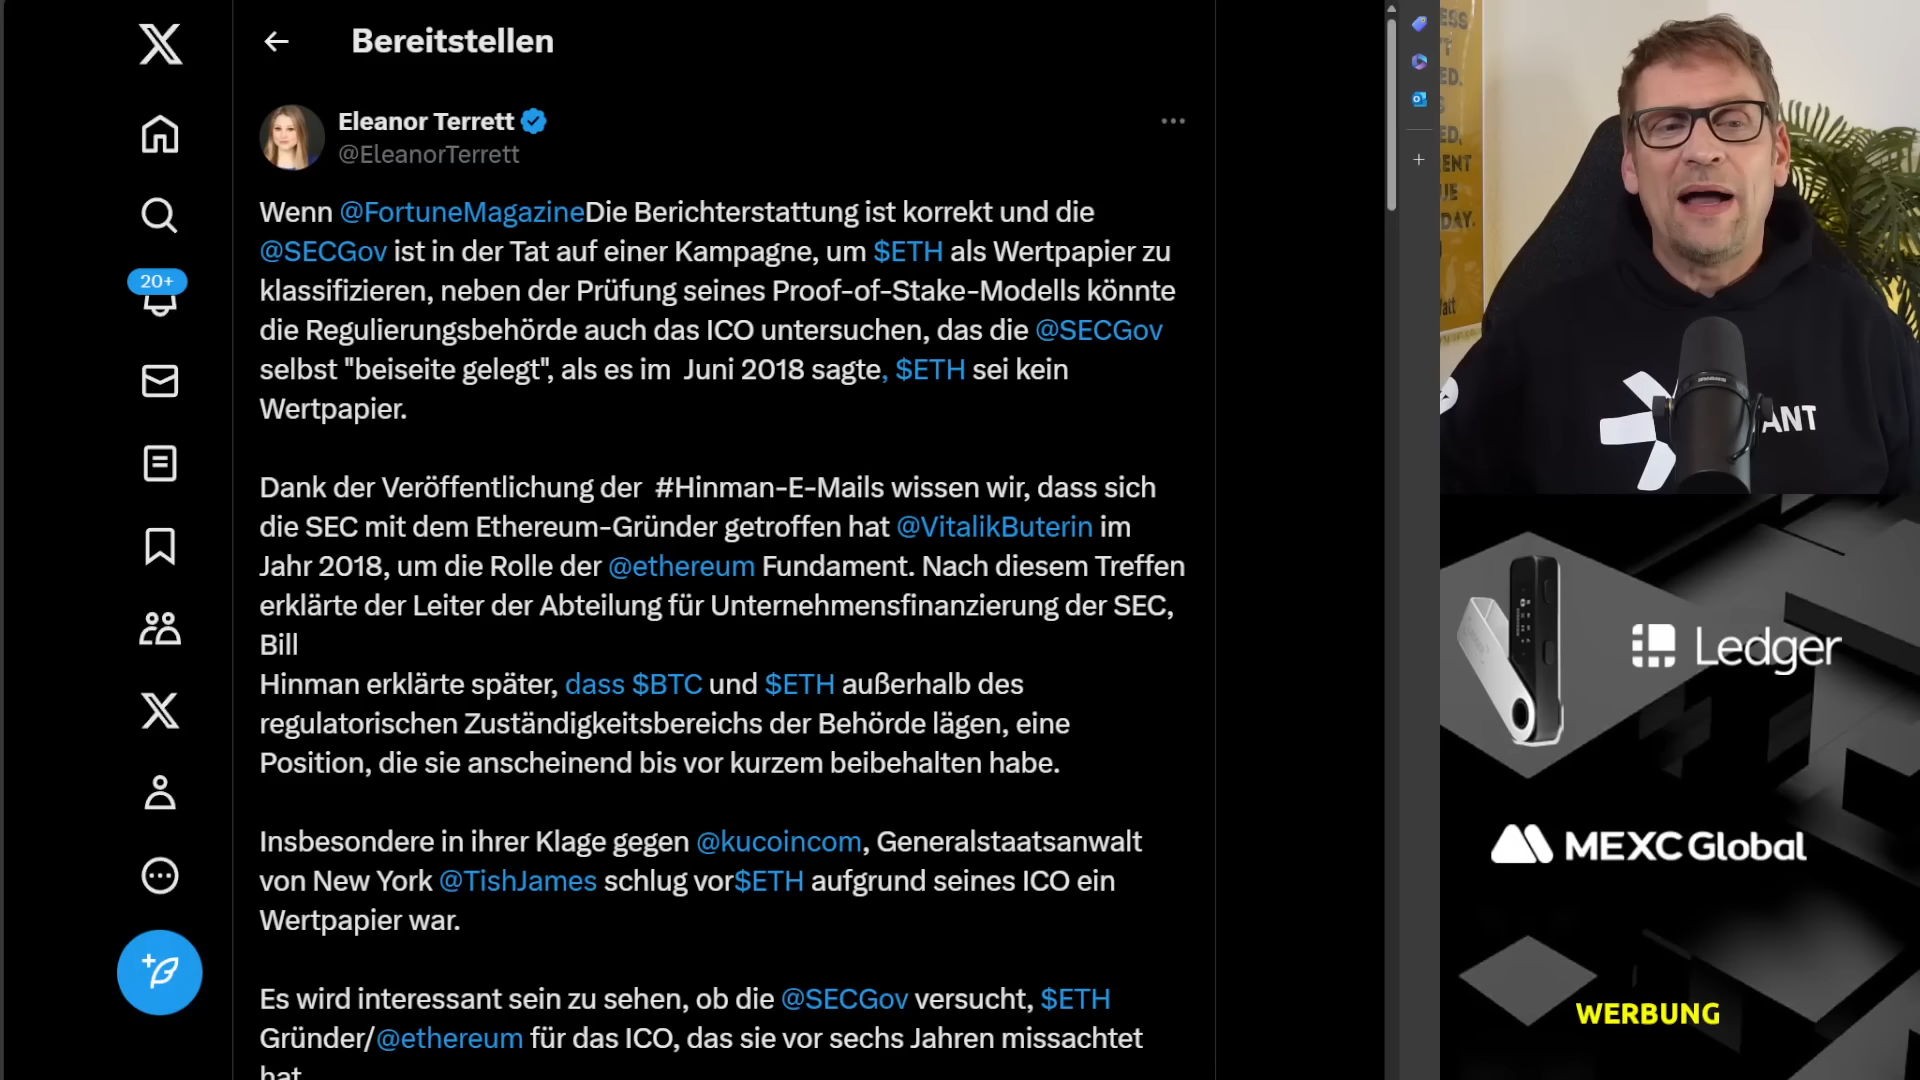 Bereitstellen
Eleanor Terrett
@EleanorTerrett
20+
Wenn @FortuneMagazineDie Berichterstattung ist korrekt und die
@SECGov ist in der Tat auf einer Kampagne, um $ETH als Wertpapier zu
klassifizieren, neben der Prüfung seines Proof-of-Stake-Modells könnte
die Regulierungsbehörde auch das ICO untersuchen, das die @SECGov
selbst "beiseite gelegt", als es im  Juni 2018 sagte, $ETH sei kein
Wertpapier.
Dank der Veröffentlichung der  #Hinman-E-Mails wissen wir, dass sich
die SEC mit dem Ethereum-Gründer getroffen hat @VitalikButerin im
Jahr 2018, um die Rolle der @ethereum Fundament. Nach diesem Treffen
erklärte der Leiter der Abteilung für Unternehmensfinanzierung der SEC,
Bill
Hinman erklärte später, dass $BTC und $ETH außerhalb des
regulatorischen Zuständigkeitsbereichs der Behörde lägen, eine
Position, die sie anscheinend bis vor kurzem beibehalten habe.
Insbesondere in ihrer Klage gegen @kucoincom, Generalstaatsanwalt
von New York @TishJames schlug vor$ETH aufgrund seines ICO ein
Wertpapier war.
Es wird interessant sein zu sehen, ob die @SECGov versucht, $ETH
Gründer/@ethereum für das ICO, das sie vor sechs Jahren missachtet
hat
ANT
Ledger
MEXC Global
WERBUNG